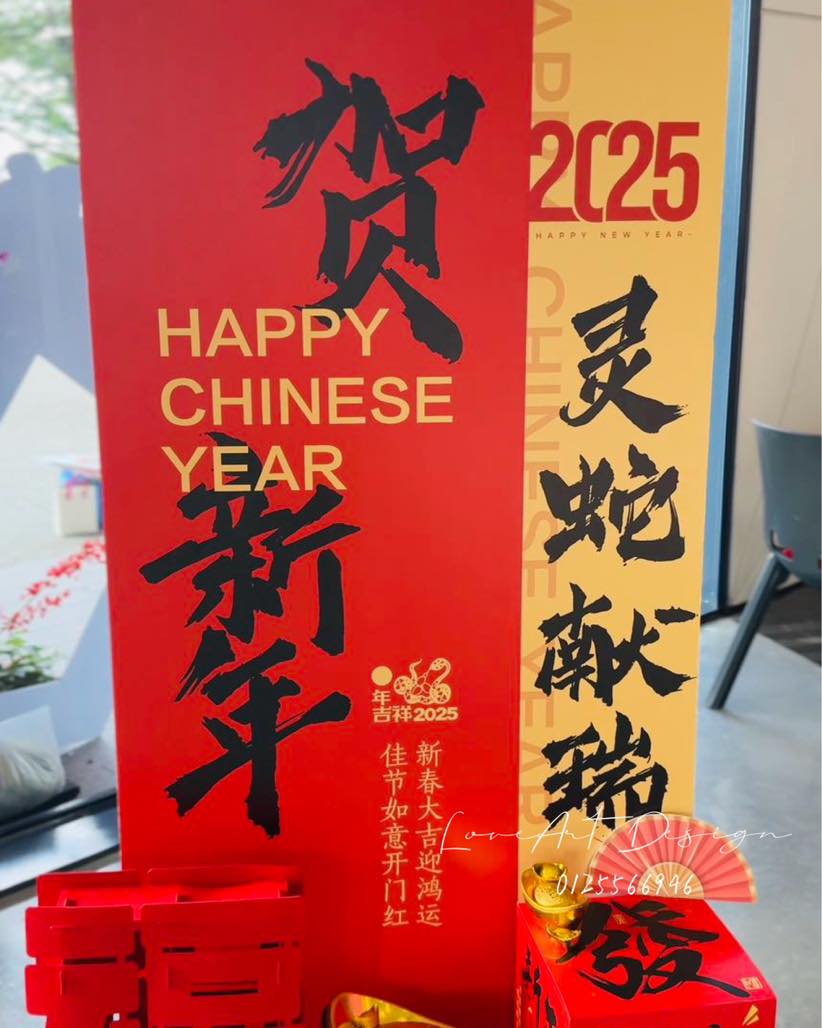 贺
HAPPY
CHINESE
YEAR
新年
年
吉祥2025
新春大吉迎鸿运
佳节如意开门红
2025
HAPPY NEW YEAR
CHINESE YEAR
灵蛇献瑞
LoveArt Design
0125566946
發